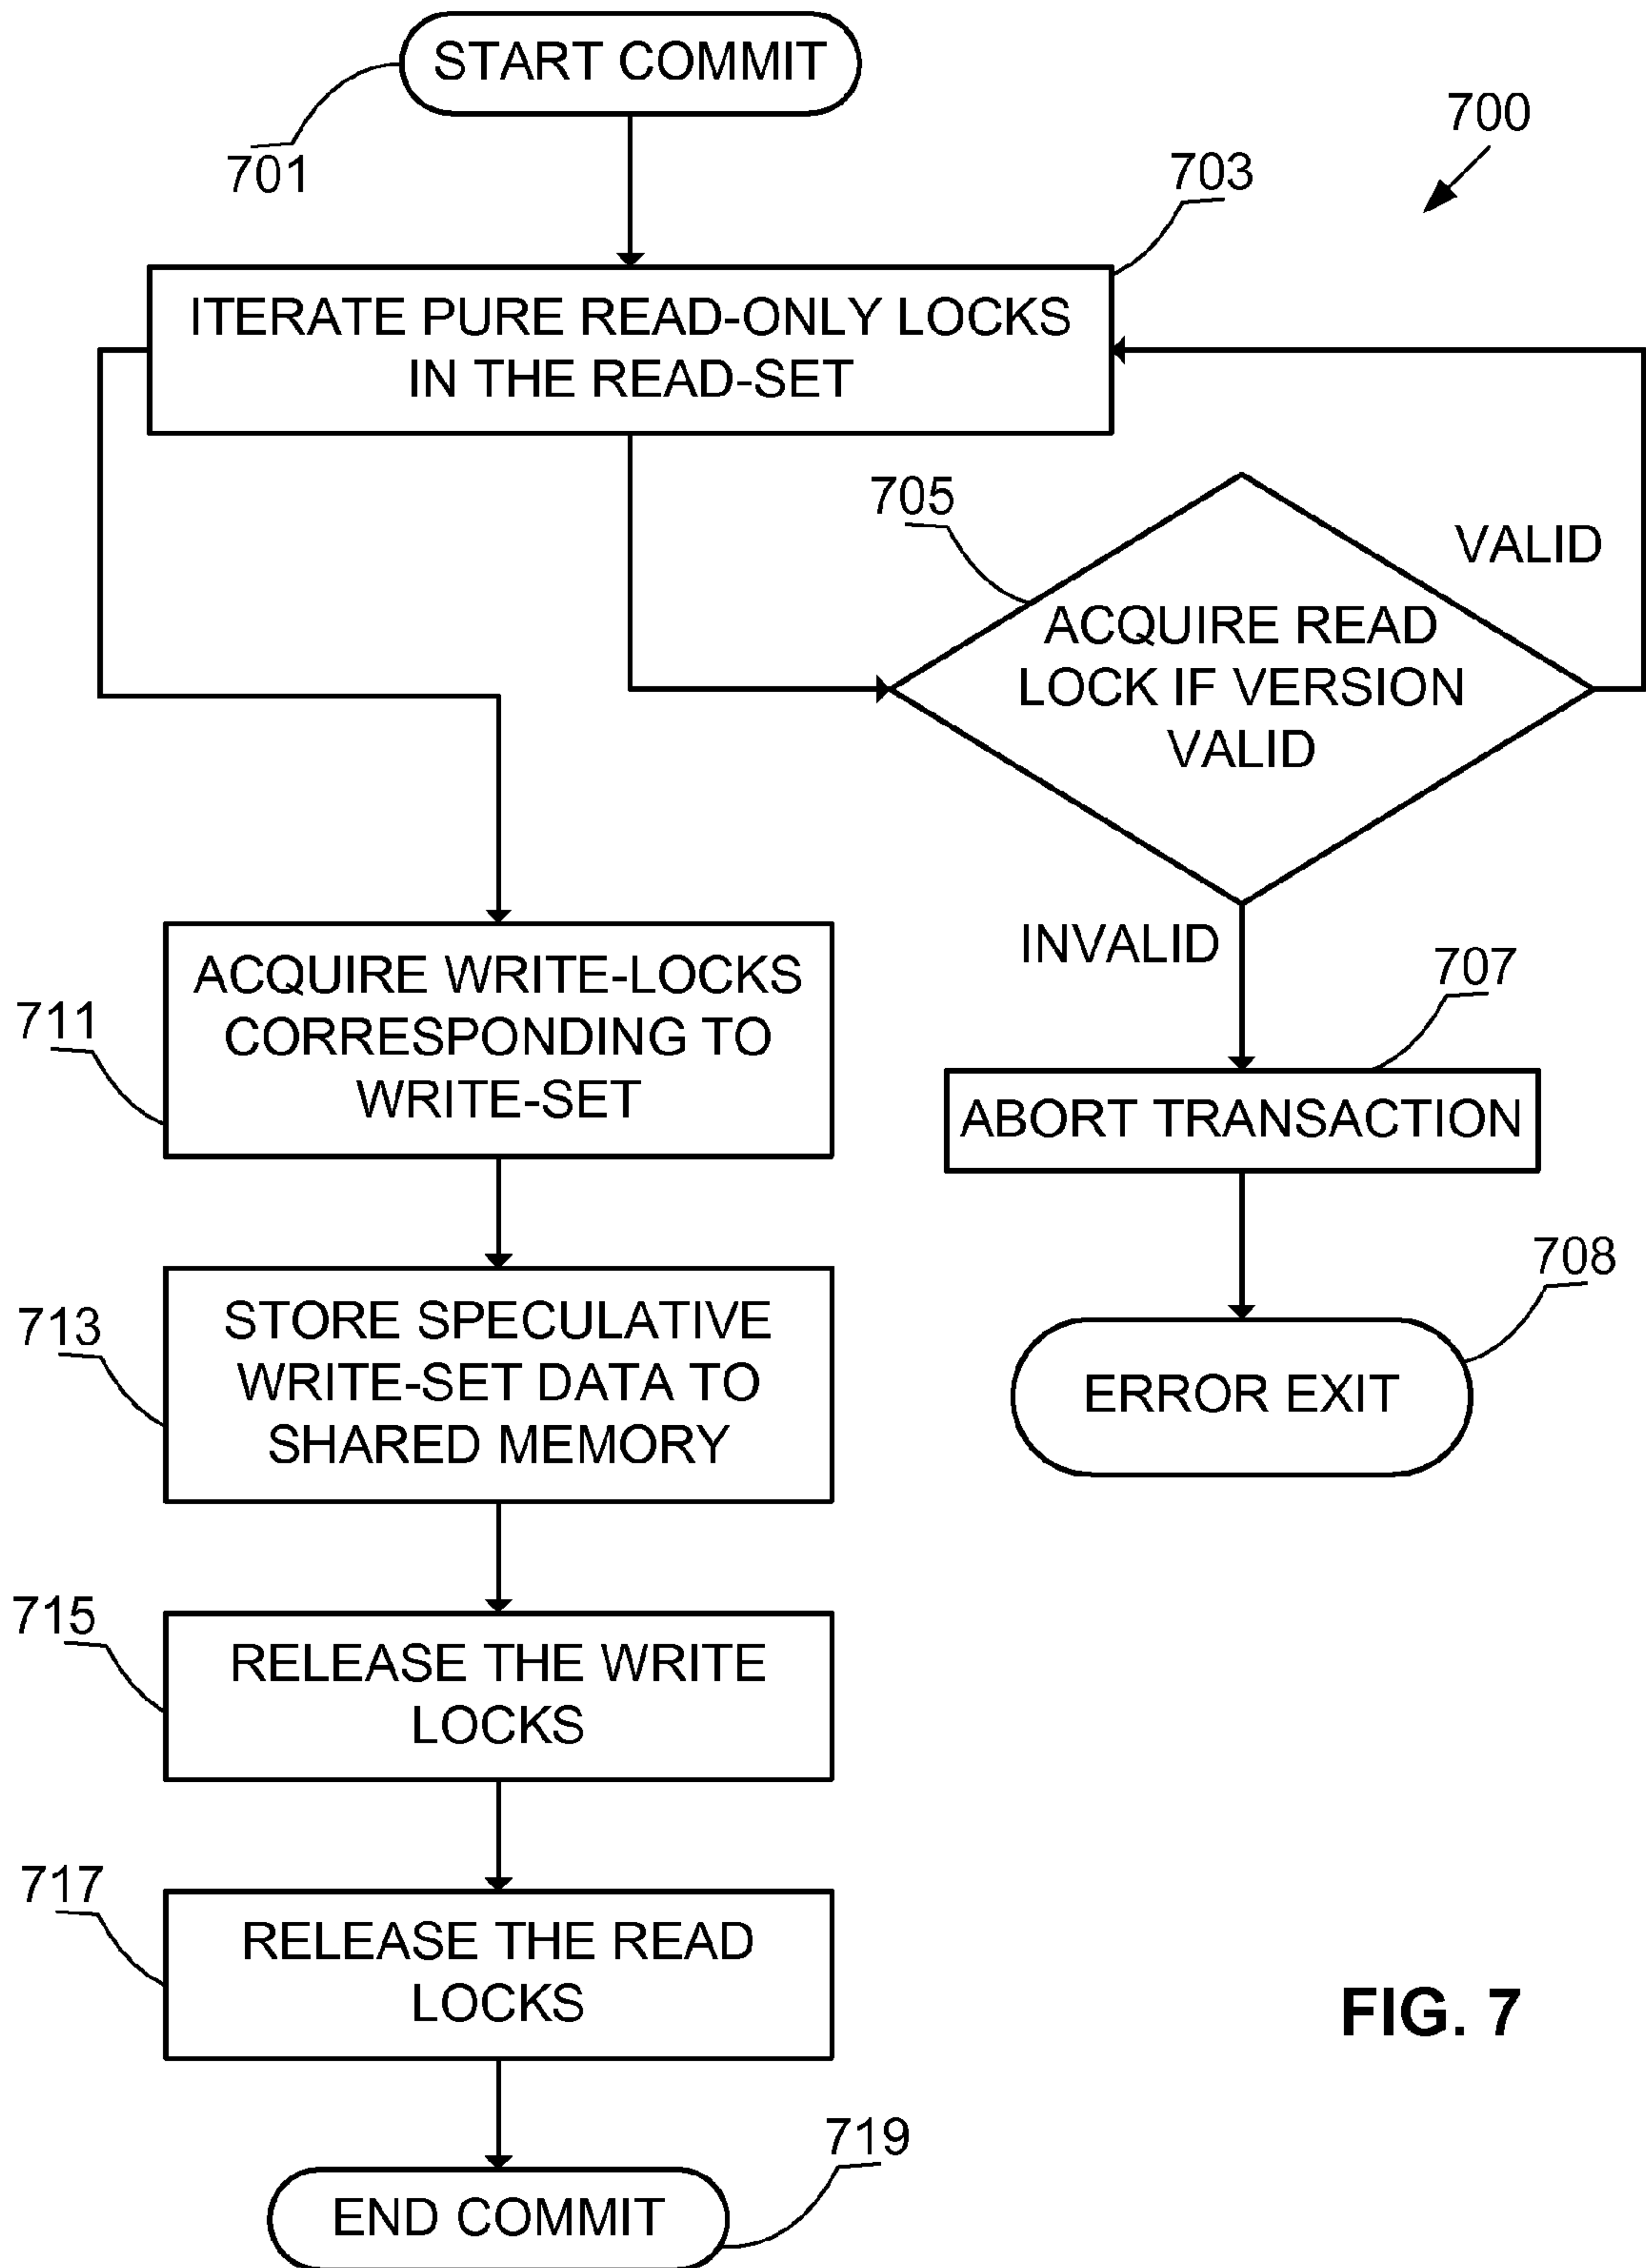 START COMMIT
701
700
703
ITERATE PURE READ-ONLY LOCKS
IN THE READ-SET
705
VALID
ACQUIRE READ
LOCK IF VERSION
VALID
INVALID
707
ABORT TRANSACTION
708
ERROR EXIT
711
ACQUIRE WRITE-LOCKS
CORRESPONDING TO
WRITE-SET
713
STORE SPECULATIVE
WRITE-SET DATA TO
SHARED MEMORY
715
RELEASE THE WRITE
LOCKS
717
RELEASE THE READ
LOCKS
719
END COMMIT
FIG. 7